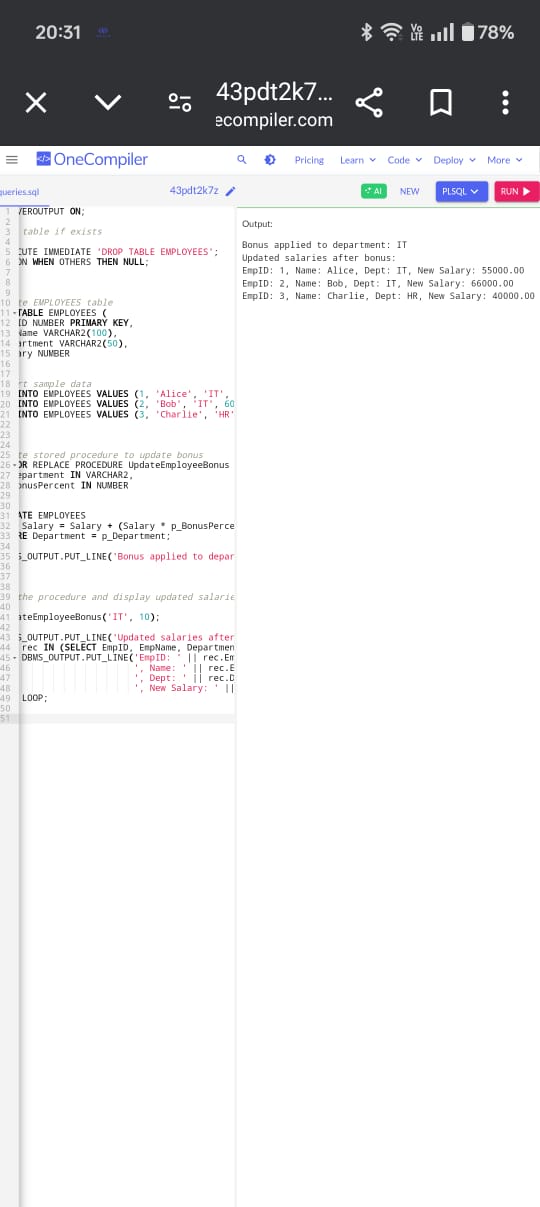 20:31
Vo LTE 78%
43pdt2k7...
ecompiler.com
OneCompiler Pricing Learn Code Deploy More
queries.sql 43pdt2k7z AI NEW PLSQL RUN
1 VEROUTPUT ON;
2
3 table if exists
4
5 CUTE IMMEDIATE 'DROP TABLE EMPLOYEES';
6 ON WHEN OTHERS THEN NULL;
7
8
9
10 te EMPLOYEES table
11 TABLE EMPLOYEES (
12 ID NUMBER PRIMARY KEY,
13 Name VARCHAR2(100),
14 artment VARCHAR2(50),
15 ary NUMBER
16
17
18 rt sample data
19 INTO EMPLOYEES VALUES (1, 'Alice', 'IT',
20 INTO EMPLOYEES VALUES (2, 'Bob', 'IT', 60
21 INTO EMPLOYEES VALUES (3, 'Charlie', 'HR'
22
23
24
25 te stored procedure to update bonus
26 OR REPLACE PROCEDURE UpdateEmployeeBonus
27 epartment IN VARCHAR2,
28 onusPercent IN NUMBER
29
30
31 ATE EMPLOYEES
32 Salary = Salary + (Salary * p_BonusPerce
33 RE Department = p_Department;
34
35 S_OUTPUT.PUT_LINE('Bonus applied to depar
36
37
38
39 the procedure and display updated salarie
40
41 ateEmployeeBonus('IT', 10);
42
43 S_OUTPUT.PUT_LINE('Updated salaries after
44 rec IN (SELECT EmpID, EmpName, Departmen
45 DBMS_OUTPUT.PUT_LINE('EmpID: ' || rec.Em
46 ', Name: ' || rec.E
47 ', Dept: ' || rec.D
48 ', New Salary: ' ||
49 LOOP;
50
51
Output:
Bonus applied to department: IT
Updated salaries after bonus:
EmpID: 1, Name: Alice, Dept: IT, New Salary: 55000.00
EmpID: 2, Name: Bob, Dept: IT, New Salary: 66000.00
EmpID: 3, Name: Charlie, Dept: HR, New Salary: 40000.00